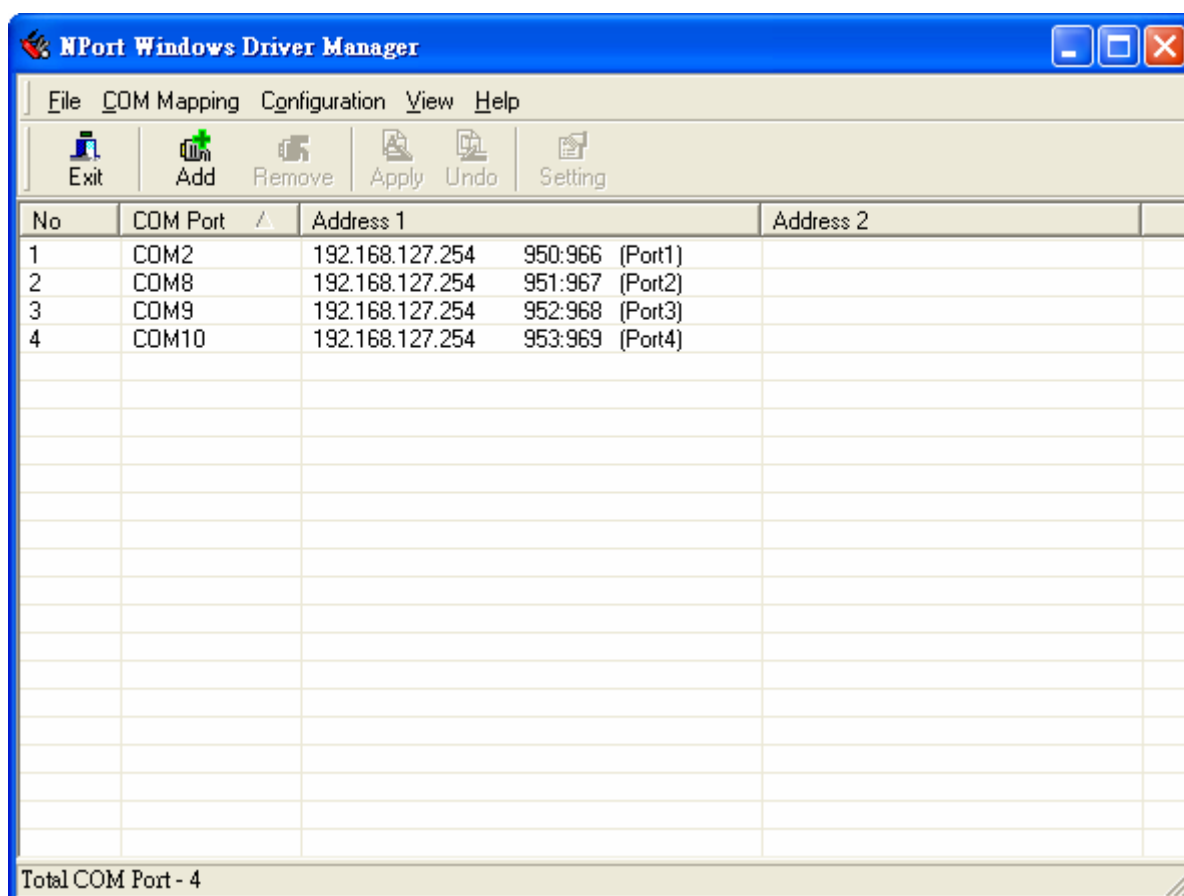 NPort Windows Driver Manager
File COM Mapping Configuration View Help
Exit Add Remove Apply Undo Setting
No COM Port Address 1 Address 2
1 COM2 192.168.127.254 950:966 (Port1)
2 COM8 192.168.127.254 951:967 (Port2)
3 COM9 192.168.127.254 952:968 (Port3)
4 COM10 192.168.127.254 953:969 (Port4)
Total COM Port - 4